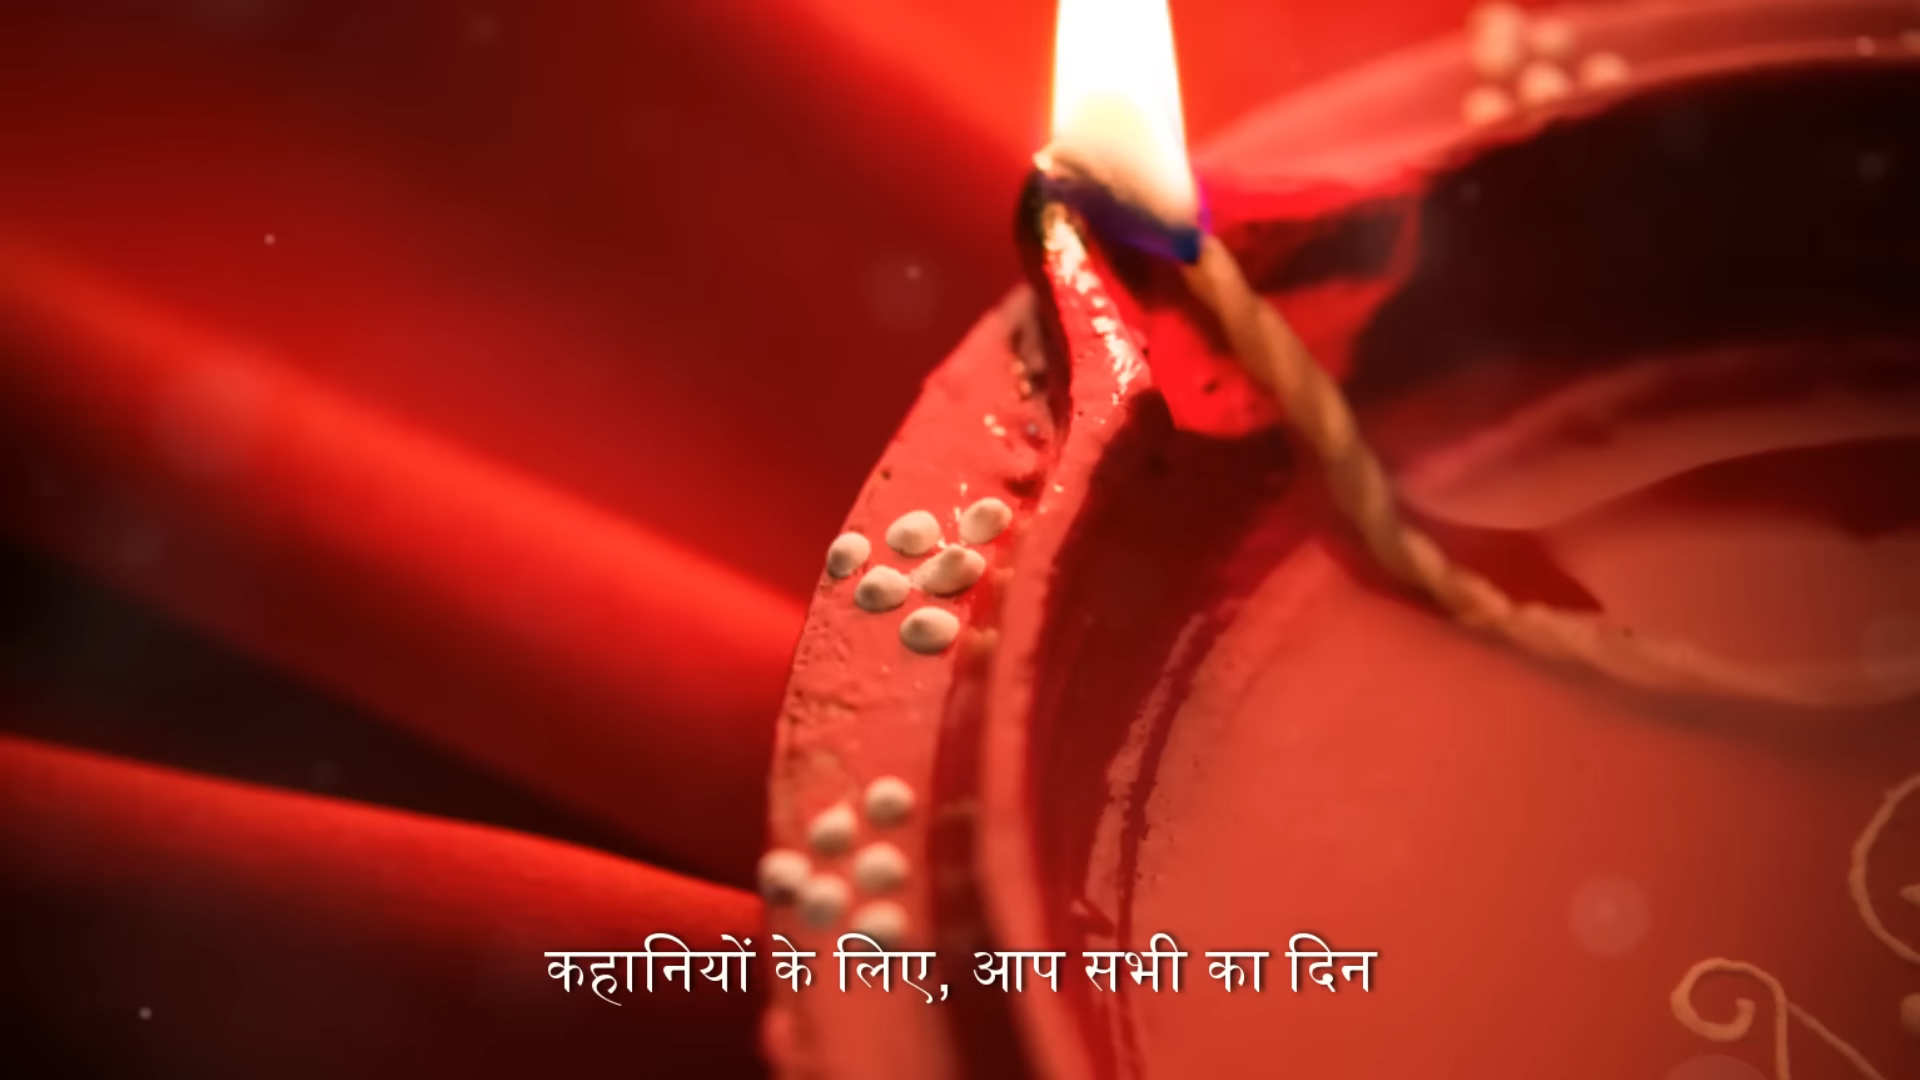 कहानियों के लिए, आप सभी का दिन